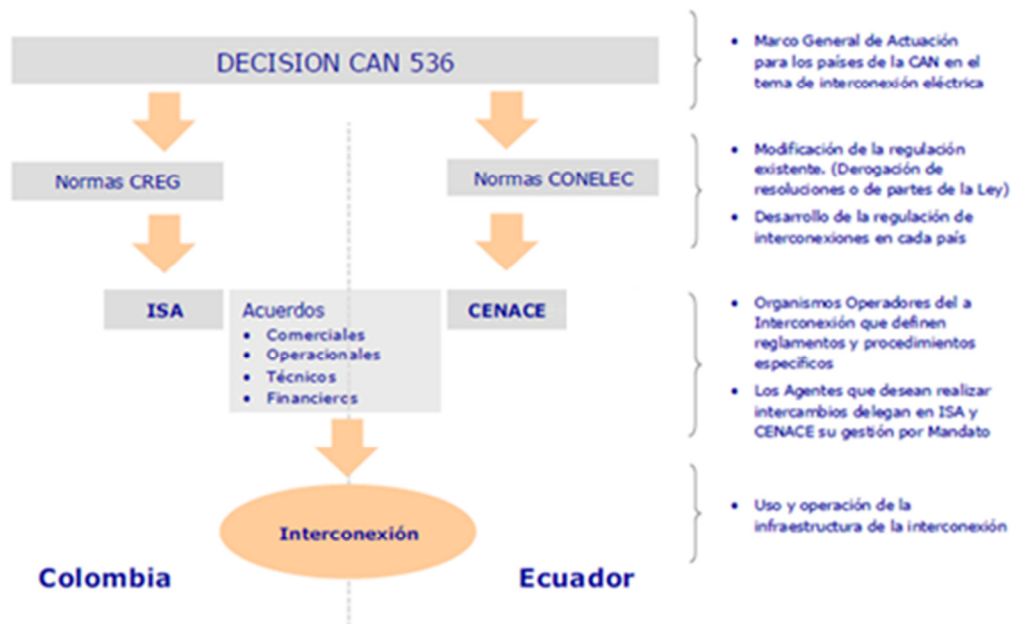 DECISION CAN 536
• Marco General de Actuación
para los países de la CAN en el
tema de interconexión eléctrica
Normas CREG
Normas CONELEC
• Modificación de la regulación
existente. (Derogación de
resoluciones o de partes de la Ley)
• Desarrollo de la regulación de
interconexiones en cada país
ISA
Acuerdos
• Comerciales
• Operacionales
• Técnicos
• Financieros
CENACE
• Organismos Operadores del a
Interconexión que definen
reglamentos y procedimientos
específicos
• Los Agentes que desean realizar
intercambios delegan en ISA y
CENACE su gestión por Mandato
Interconexión
• Uso y operación de la
infraestructura de la interconexión
Colombia
Ecuador